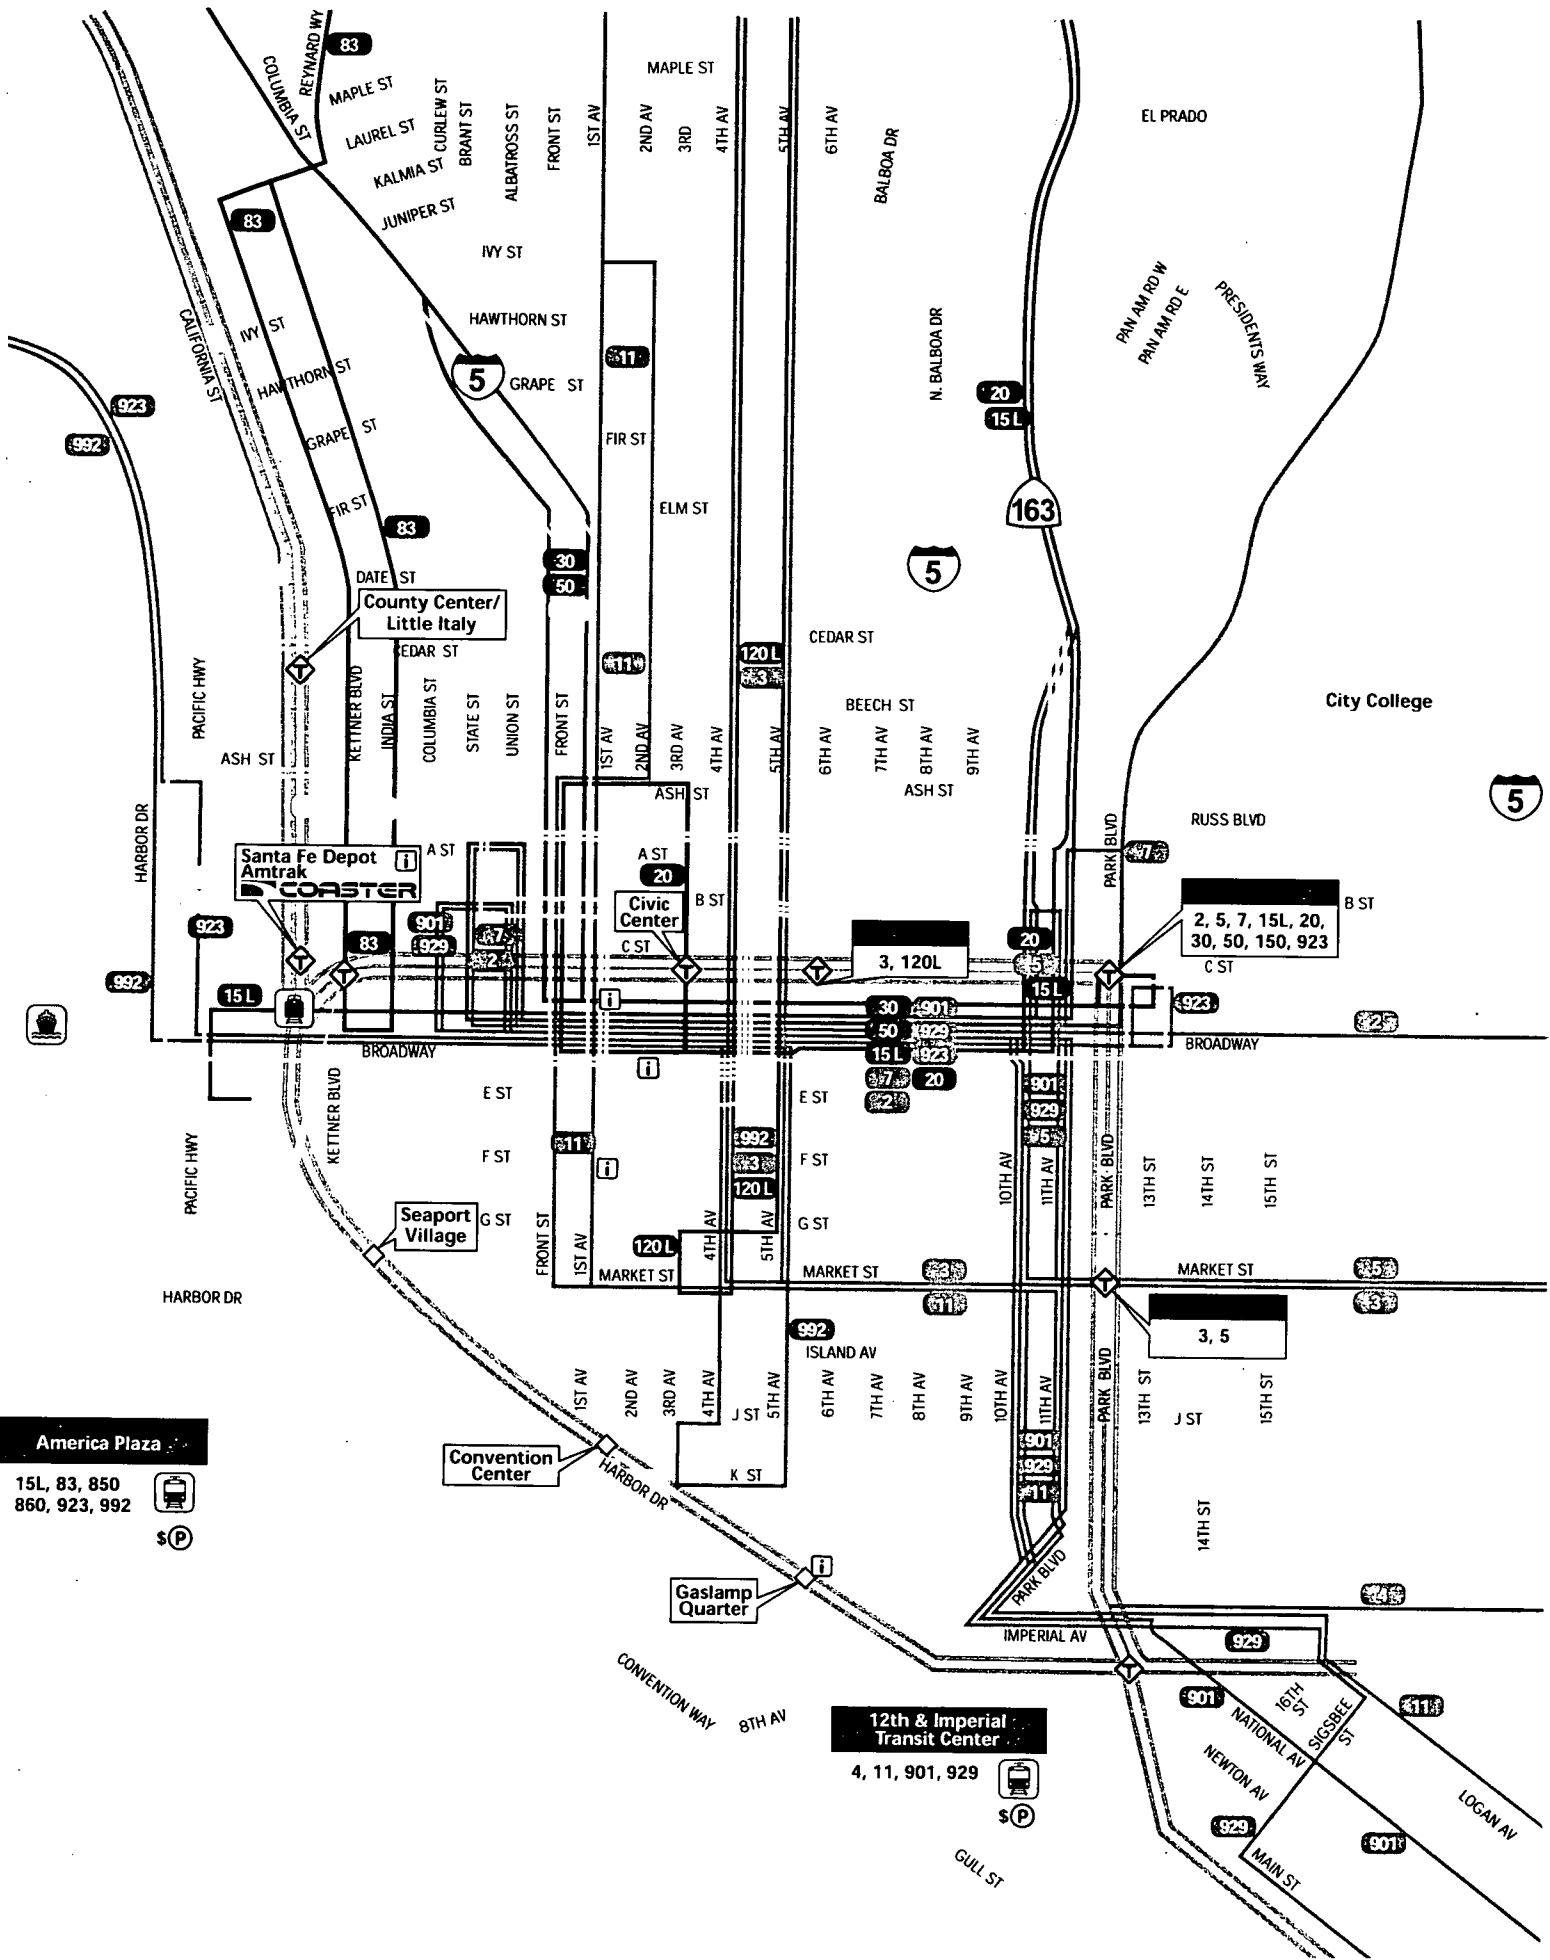 REYNARD WY
83
COLUMBIA ST
MAPLE ST
MAPLE ST
LAUREL ST
CURLEW ST
BRANT ST
ALBATROSS ST
FRONT ST
1ST AV
2ND AV
3RD
4TH AV
5TH AV
6TH AV
BALBOA DR
EL PRADO
KALMIA ST
JUNIPER ST
83
IVY ST
PAN AM RD W
PAN AM RD E
PRESIDENTS WAY
CALIFORNIA ST
IVY ST
HAWTHORN ST
N. BALBOA DR
11
5
GRAPE ST
HAWTHORN ST
923
992
20
15 L
GRAPE ST
FIR ST
FIR ST
ELM ST
163
83
30
50
5
DATE ST
County Center/
Little Italy
CEDAR ST
CEDAR ST
11
120 L
3
PACIFIC HWY
KETTNER BLVD
INDIA ST
COLUMBIA ST
STATE ST
UNION ST
FRONT ST
1ST AV
2ND AV
3RD AV
4TH AV
5TH AV
6TH AV
7TH AV
8TH AV
9TH AV
BEECH ST
City College
ASH ST
ASH ST
ASH ST
5
HARBOR DR
RUSS BLVD
PARK BLVD
7
Santa Fe Depot
Amtrak
i
COASTER
A ST
A ST
20
B ST
Civic
Center
C ST
901
929
7
2
83
923
992
15 L
3, 120L
20
5
15 L
2, 5, 7, 15L, 20,
30, 50, 150, 923
B ST
C ST
923
2
i
30
901
50
929
15 L
923
7
20
2
BROADWAY
BROADWAY
i
KETTNER BLVD
E ST
E ST
901
929
5
11
i
992
3
120 L
F ST
F ST
PACIFIC HWY
10TH AV
11TH AV
PARK BLVD
13TH ST
14TH ST
15TH ST
Seaport
Village
G ST
G ST
FRONT ST
1ST AV
4TH AV
5TH AV
120 L
MARKET ST
MARKET ST
MARKET ST
3
11
5
3
HARBOR DR
3, 5
992
ISLAND AV
1ST AV
2ND AV
3RD AV
4TH AV
5TH AV
6TH AV
7TH AV
8TH AV
9TH AV
10TH AV
11TH AV
PARK BLVD
13TH ST
15TH ST
J ST
J ST
America Plaza
15L, 83, 850
860, 923, 992
$P
Convention
Center
HARBOR DR
K ST
901
929
11
14TH ST
PARK BLVD
i
Gaslamp
Quarter
4
IMPERIAL AV
929
CONVENTION WAY
8TH AV
12th & Imperial
Transit Center
4, 11, 901, 929
$P
901
16TH
ST
SIGSBEE
ST
11
NATIONAL AV
NEWTON AV
LOGAN AV
929
901
MAIN ST
GULL ST